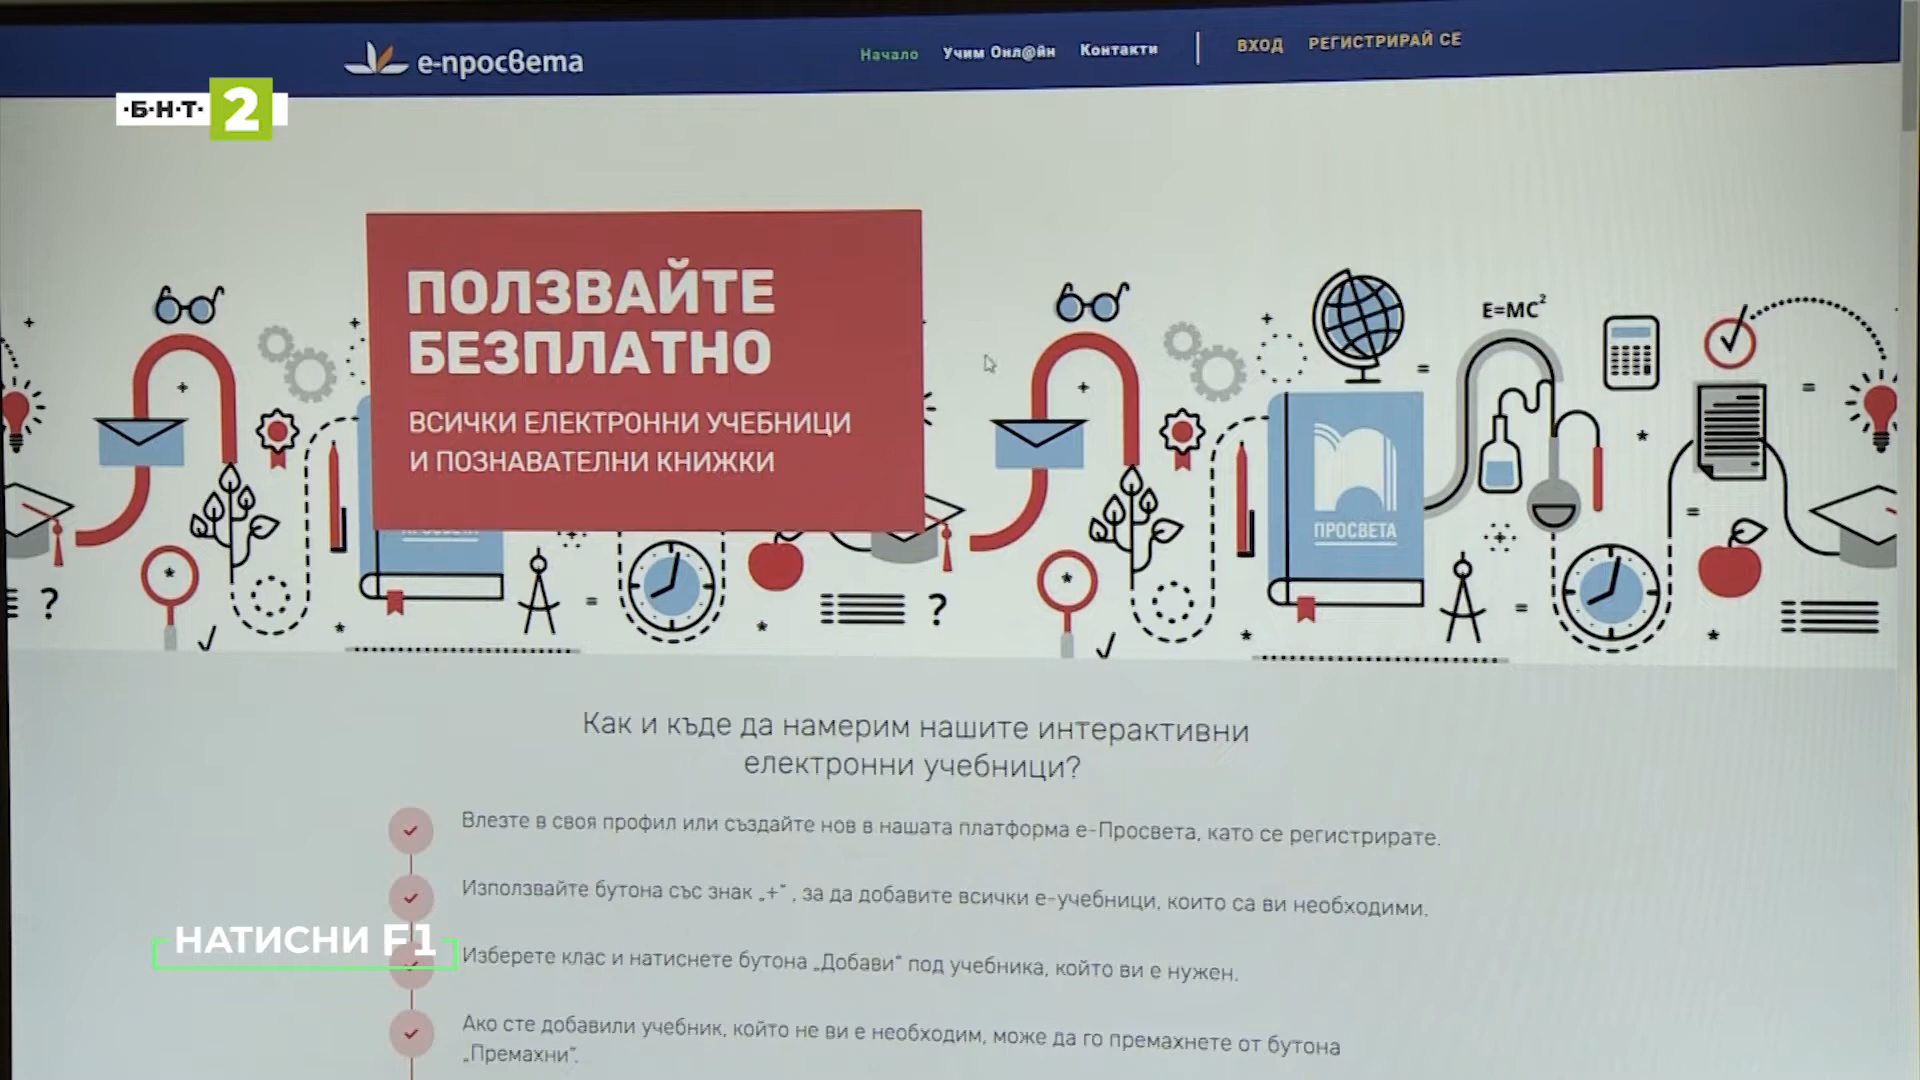 е-просвета
Начало
Учим Онл@йн
Контакти
ВХОД
РЕГИСТРИРАЙ СЕ
·Б·Н·Т· 2
ПОЛЗВАЙТЕ
БЕЗПЛАТНО
ВСИЧКИ ЕЛЕКТРОННИ УЧЕБНИЦИ
И ПОЗНАВАТЕЛНИ КНИЖКИ
E=MC²
ПРОСВЕТА
ПРОСВЕТА
Как и къде да намерим нашите интерактивни
електронни учебници?
Влезте в своя профил или създайте нов в нашата платформа е-Просвета, като се регистрирате.
Използвайте бутона със знак „+“ , за да добавите всички е-учебници, които са ви необходими.
НАТИСНИ F1
Изберете клас и натиснете бутона „Добави“ под учебника, който ви е нужен.
Ако сте добавили учебник, който не ви е необходим, може да го премахнете от бутона
„Премахни“.